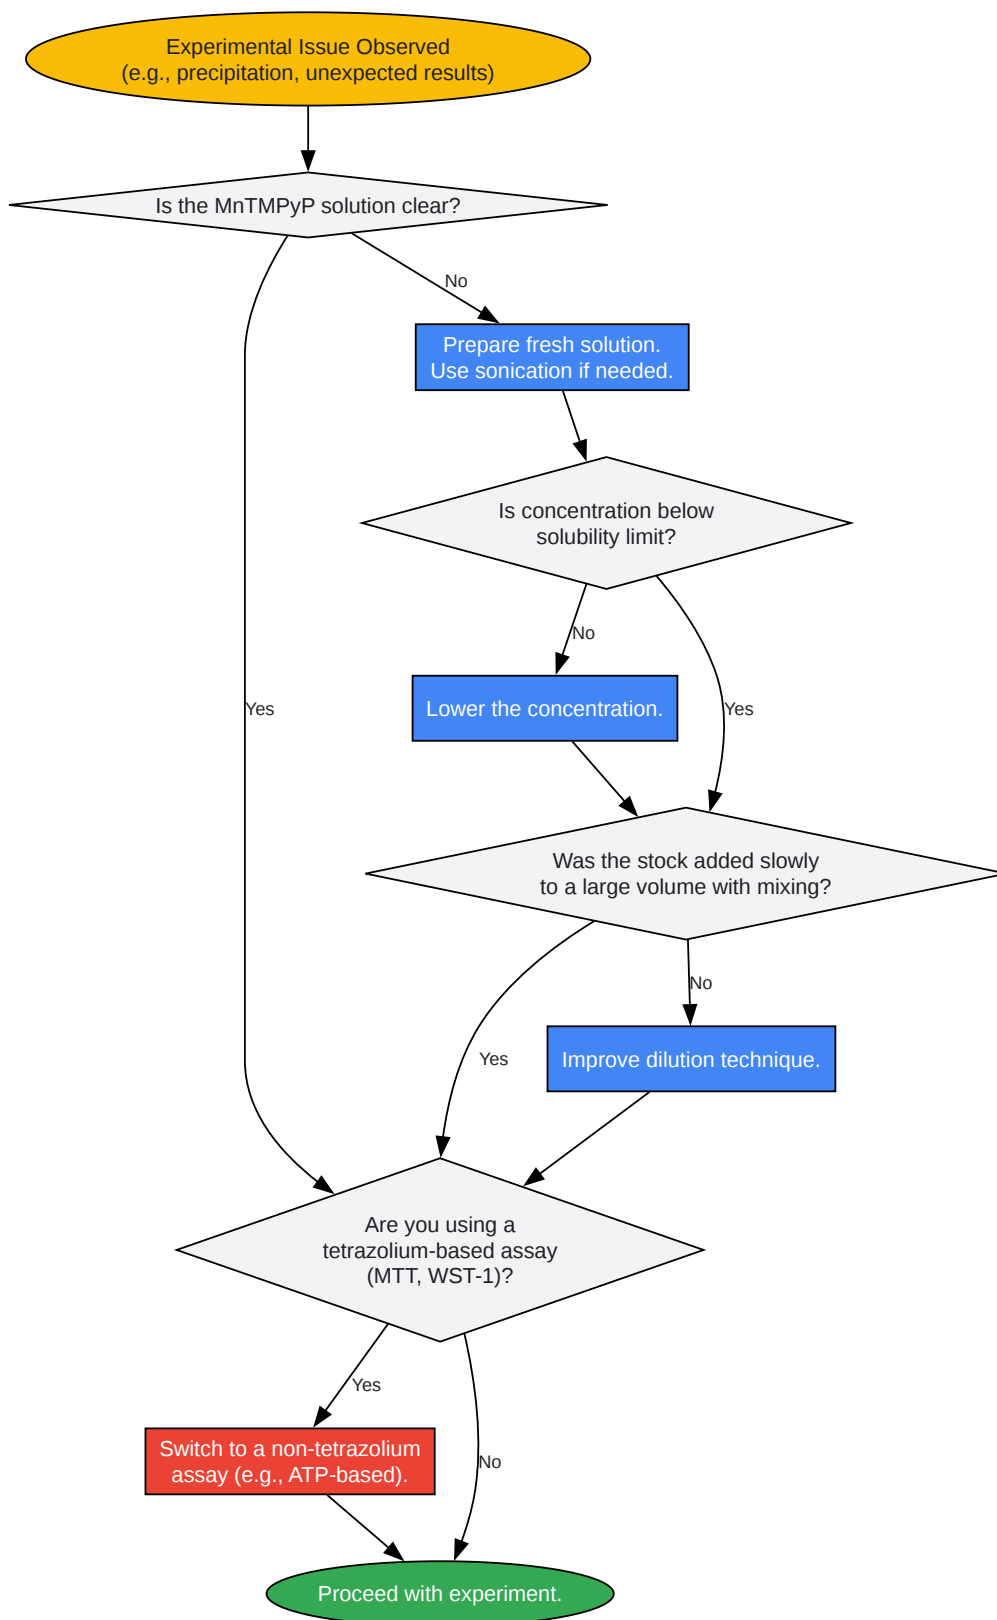 Experimental Issue Observed
(e.g., precipitation, unexpected results)
Is the MnTMPyP solution clear?
No
Prepare fresh solution.
Use sonication if needed.
Is concentration below
solubility limit?
No
Lower the concentration.
Yes
Yes
Was the stock added slowly
to a large volume with mixing?
No
Yes
Improve dilution technique.
Are you using a
tetrazolium-based assay
(MTT, WST-1)?
Yes
Switch to a non-tetrazolium
assay (e.g., ATP-based).
No
Proceed with experiment.